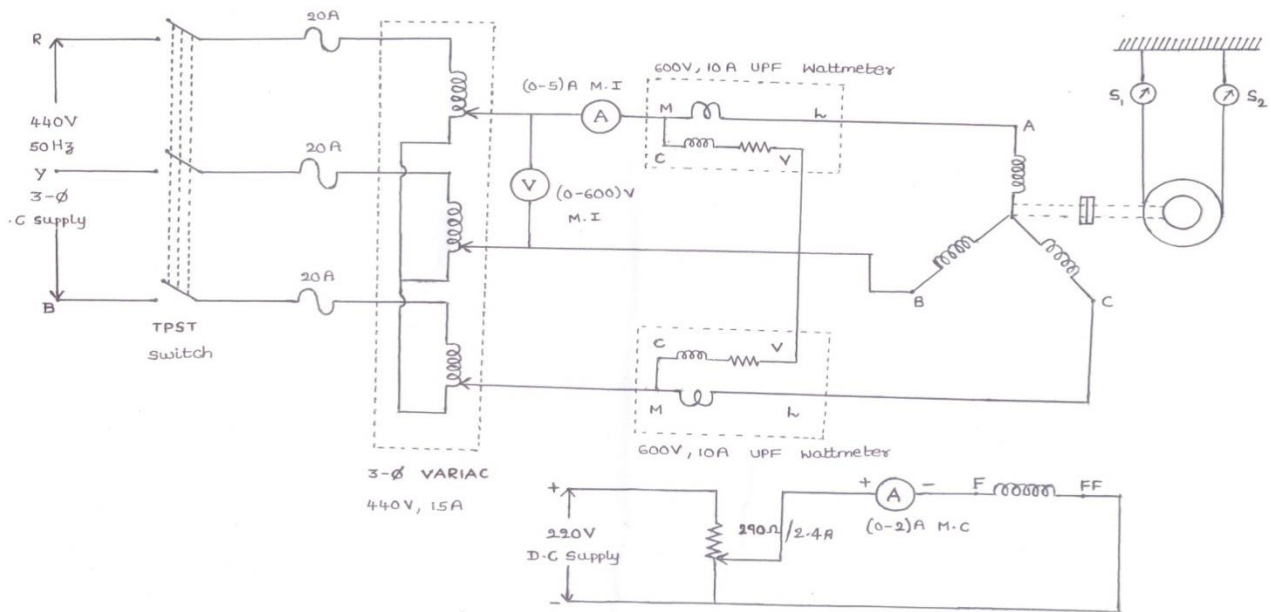 R
440V
50Hz
Y
3-Ø
.C Supply
B
TPST
Switch
20A
20A
20A
3-Ø VARIAC
440V, 15A
(0-5)A M.I
A
V
(0-600)V
M.I
600V, 10A UPF Wattmeter
M
L
C
V
C
V
M
L
600V, 10A UPF Wattmeter
A
B
C
S1
S2
+
220V
D.C Supply
-
290Ω/2.4A
+
A
-
(0-2)A M.C
F
FF